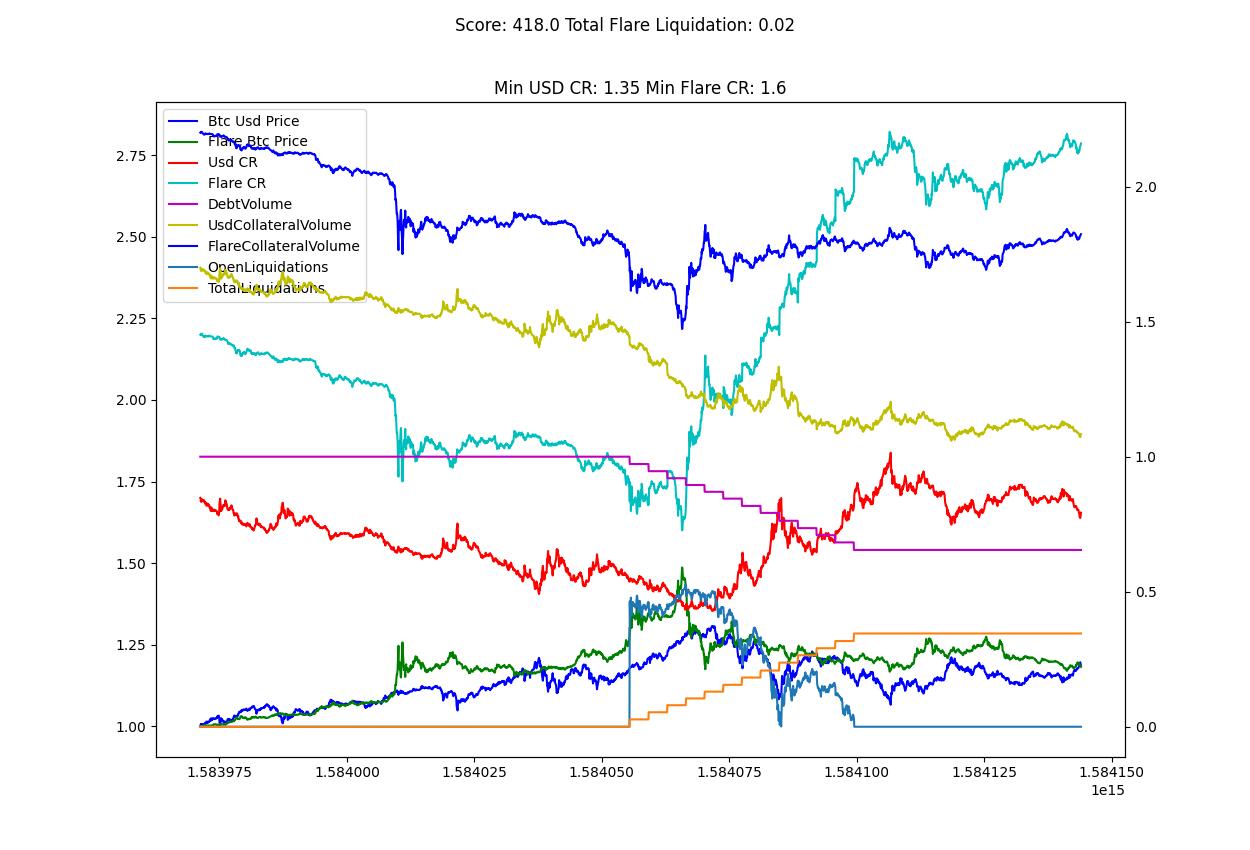 Score: 418.0 Total Flare Liquidation: 0.02
Min USD CR: 1.35 Min Flare CR: 1.6
Btc Usd Price
Flare Btc Price
Usd CR
Flare CR
DebtVolume
UsdCollateralVolume
FlareCollateralVolume
OpenLiquidations
TotalLiquidations
2.75
2.50
2.25
2.00
1.75
1.50
1.25
1.00
2.0
1.5
1.0
0.5
0.0
1.583975 1.584000 1.584025 1.584050 1.584075 1.584100 1.584125 1.584150
1e15